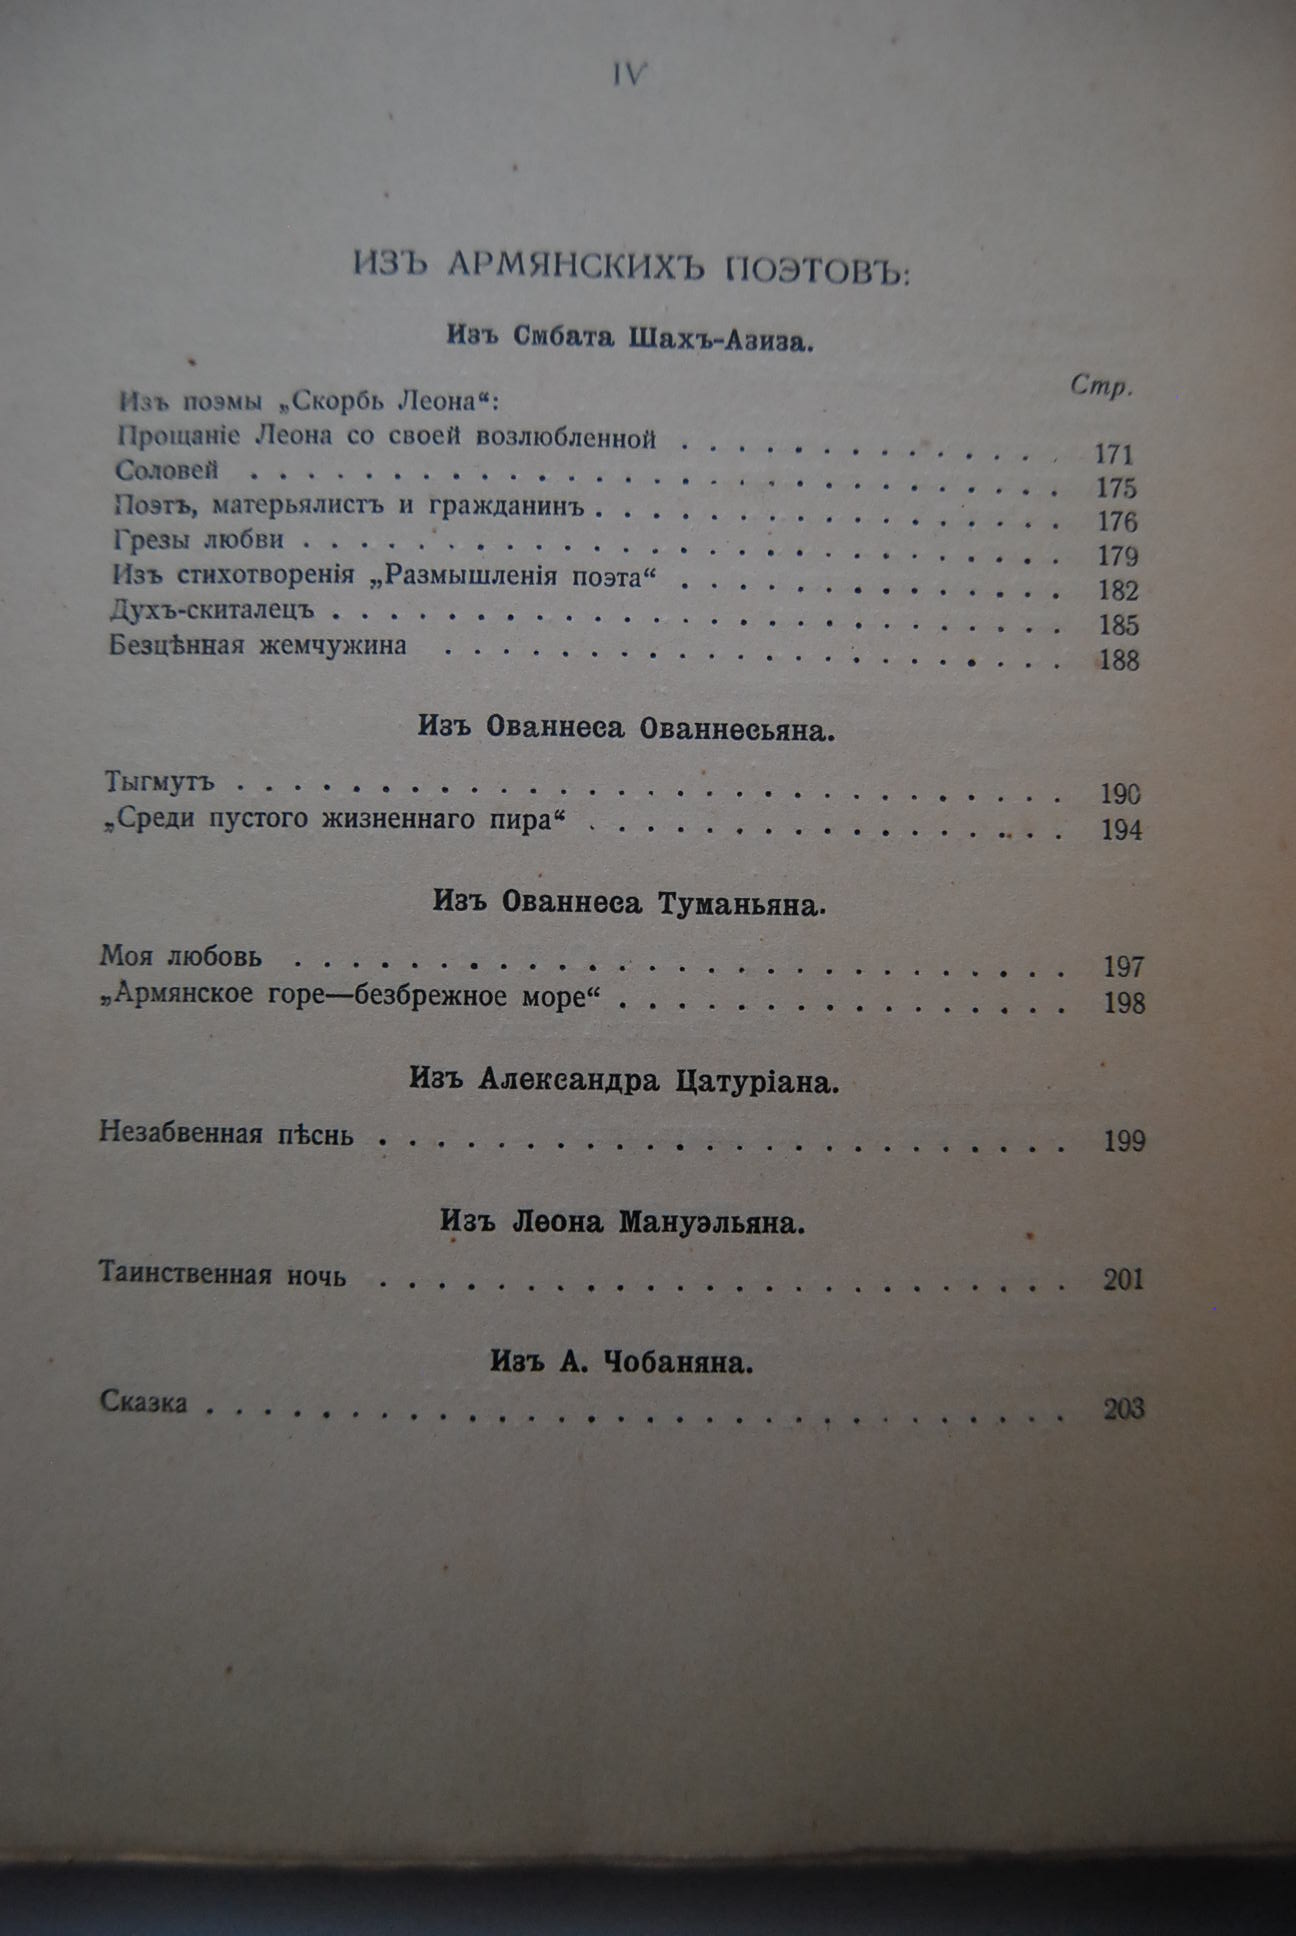 IV
ИЗЪ АРМЯНСКИХЪ ПОЭТОВЪ:
Изъ Смбата Шахъ-Азиза.
Стр.
Изъ поэмы „Скорбь Леона“:
Прощаніе Леона со своей возлюбленной . . . . . . . . . . . . . 171
Соловей . . . . . . . . . . . . . . . . . . . . . . . . . . . . 175
Поэтъ, матерьялистъ и гражданинъ . . . . . . . . . . . . . . . . 176
Грезы любви . . . . . . . . . . . . . . . . . . . . . . . . . . 179
Изъ стихотворенія „Размышленія поэта“ . . . . . . . . . . . . . 182
Духъ-скиталецъ . . . . . . . . . . . . . . . . . . . . . . . . . 185
Безцѣнная жемчужина . . . . . . . . . . . . . . . . . . . . . 188
Изъ Ованнеса Ованнесьяна.
Тыгмутъ . . . . . . . . . . . . . . . . . . . . . . . . . . . . 190
„Среди пустого жизненнаго пира“ . . . . . . . . . . . . . . . . 194
Изъ Ованнеса Туманьяна.
Моя любовь . . . . . . . . . . . . . . . . . . . . . . . . . . 197
„Армянское горе—безбрежное море“ . . . . . . . . . . . . . . . 198
Изъ Александра Цатуріана.
Незабвенная пѣснь . . . . . . . . . . . . . . . . . . . . . . . 199
Изъ Леона Мануэльяна.
Таинственная ночь . . . . . . . . . . . . . . . . . . . . . . . 201
Изъ А. Чобаняна.
Сказка . . . . . . . . . . . . . . . . . . . . . . . . . . . . . 203